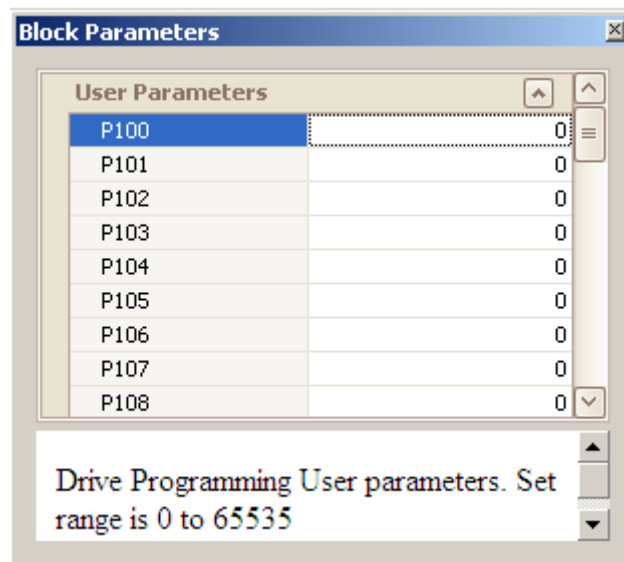 Block Parameters
User Parameters
P100 0
P101 0
P102 0
P103 0
P104 0
P105 0
P106 0
P107 0
P108 0
Drive Programming User parameters. Set
range is 0 to 65535